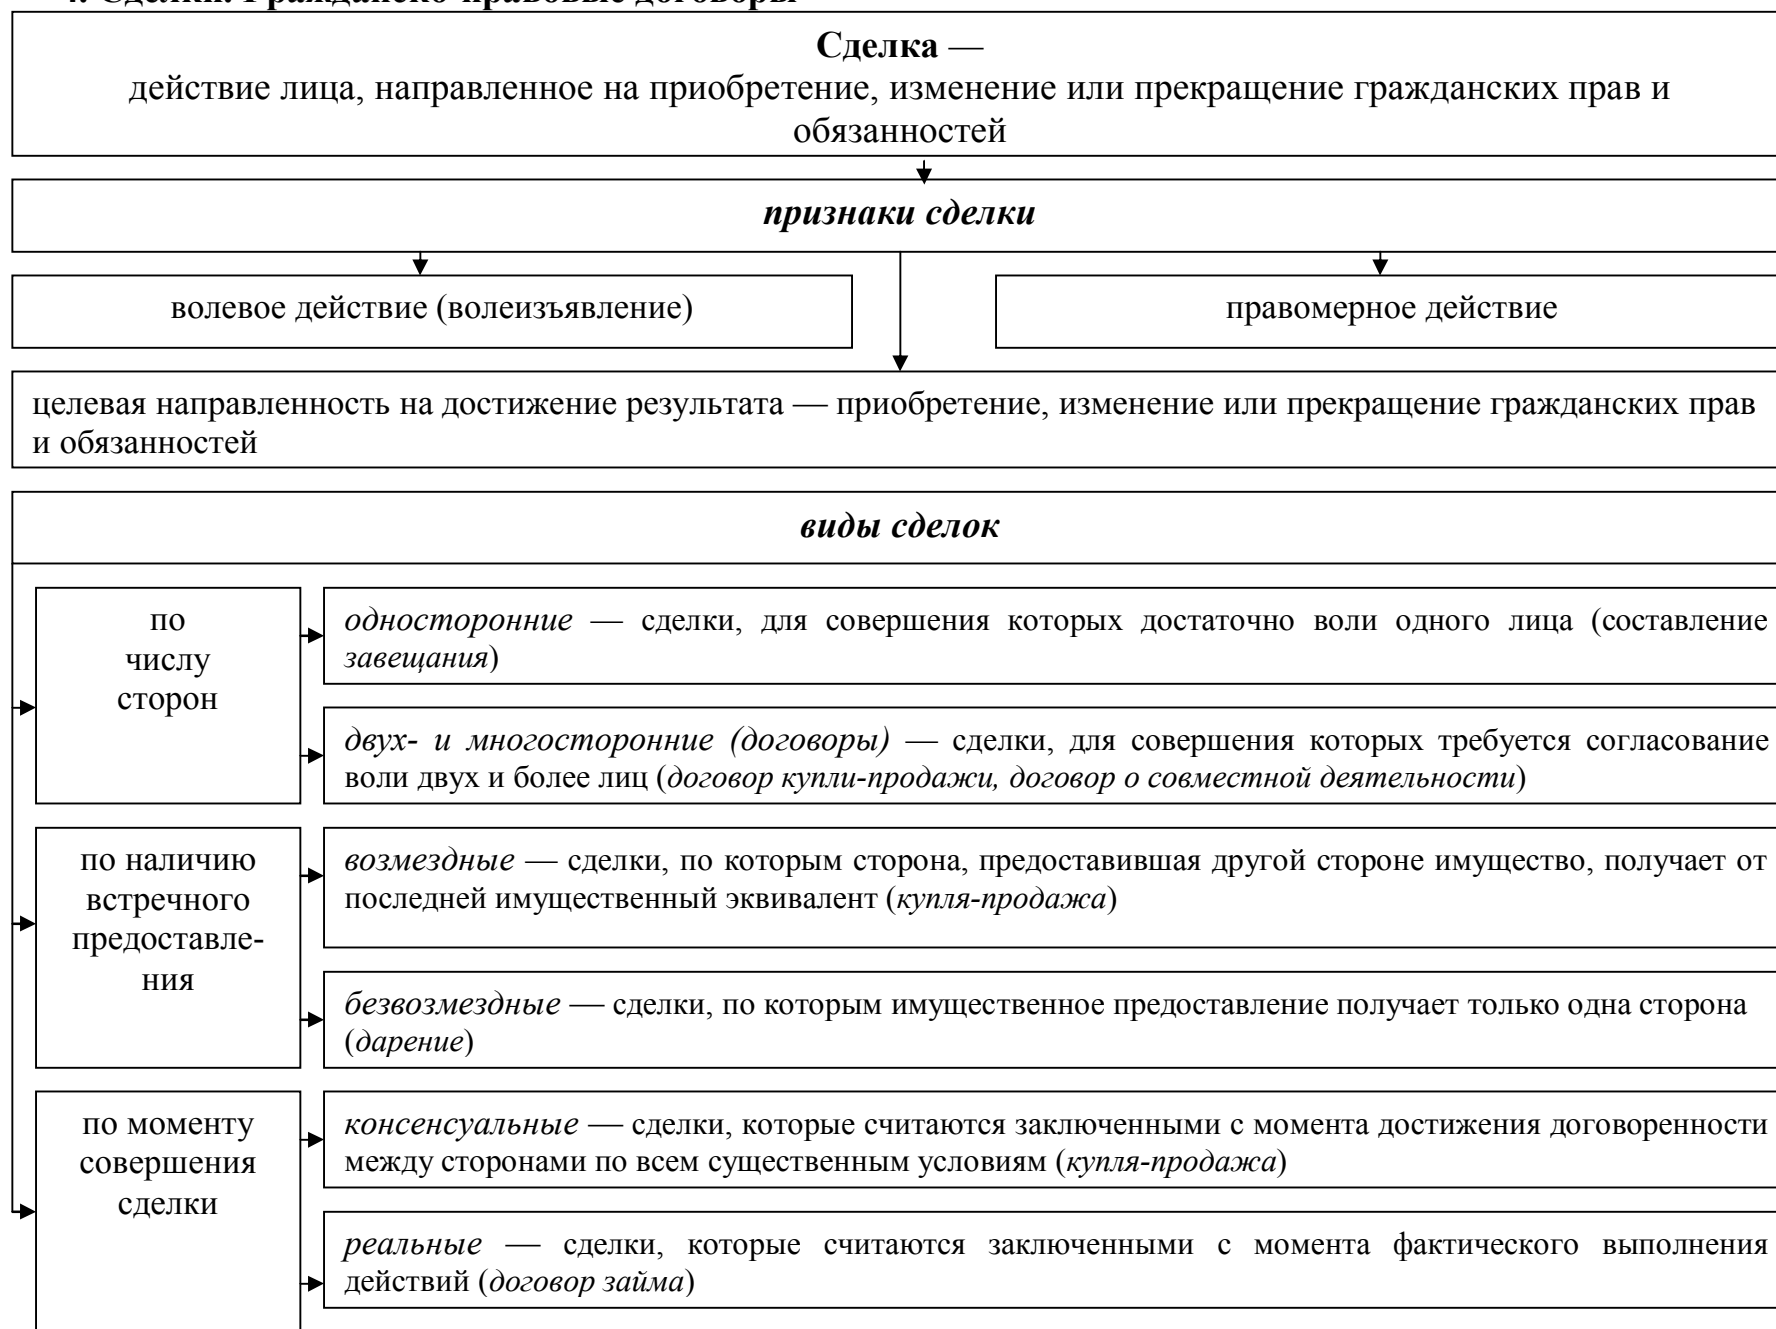 4. Сделки. Гражданско-правовые договоры
Сделка —
действие лица, направленное на приобретение, изменение или прекращение гражданских прав и
обязанностей
признаки сделки
волевое действие (волеизъявление)
правомерное действие
целевая направленность на достижение результата — приобретение, изменение или прекращение гражданских прав
и обязанностей
виды сделок
по
числу
сторон
односторонние — сделки, для совершения которых достаточно воли одного лица (составление
завещания)
двух- и многосторонние (договоры) — сделки, для совершения которых требуется согласование
воли двух и более лиц (договор купли-продажи, договор о совместной деятельности)
по наличию
встречного
предоставле-
ния
возмездные — сделки, по которым сторона, предоставившая другой стороне имущество, получает от
последней имущественный эквивалент (купля-продажа)
безвозмездные — сделки, по которым имущественное предоставление получает только одна сторона
(дарение)
по моменту
совершения
сделки
консенсуальные — сделки, которые считаются заключенными с момента достижения договоренности
между сторонами по всем существенным условиям (купля-продажа)
реальные — сделки, которые считаются заключенными с момента фактического выполнения
действий (договор займа)